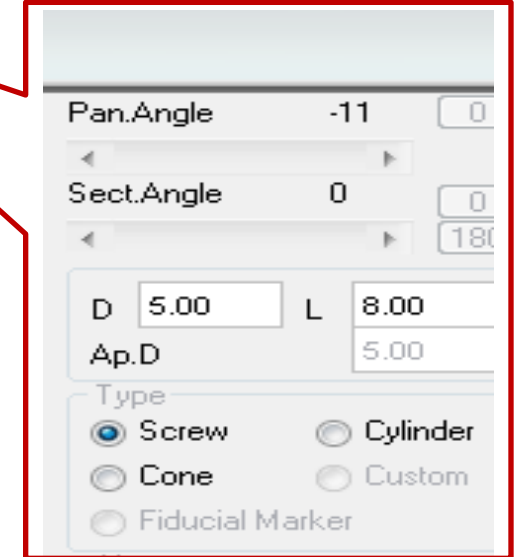 Pan.Angle -11 0
Sect.Angle 0 0
180
D 5.00 L 8.00
Ap.D 5.00
Type
Screw Cylinder
Cone Custom
Fiducial Marker